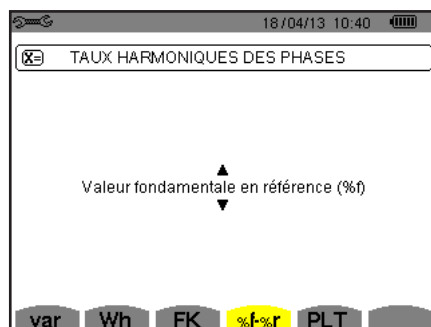 18/04/13 10:40
X= TAUX HARMONIQUES DES PHASES
Valeur fondamentale en référence (%f)
var Wh FK %f-%r PLT